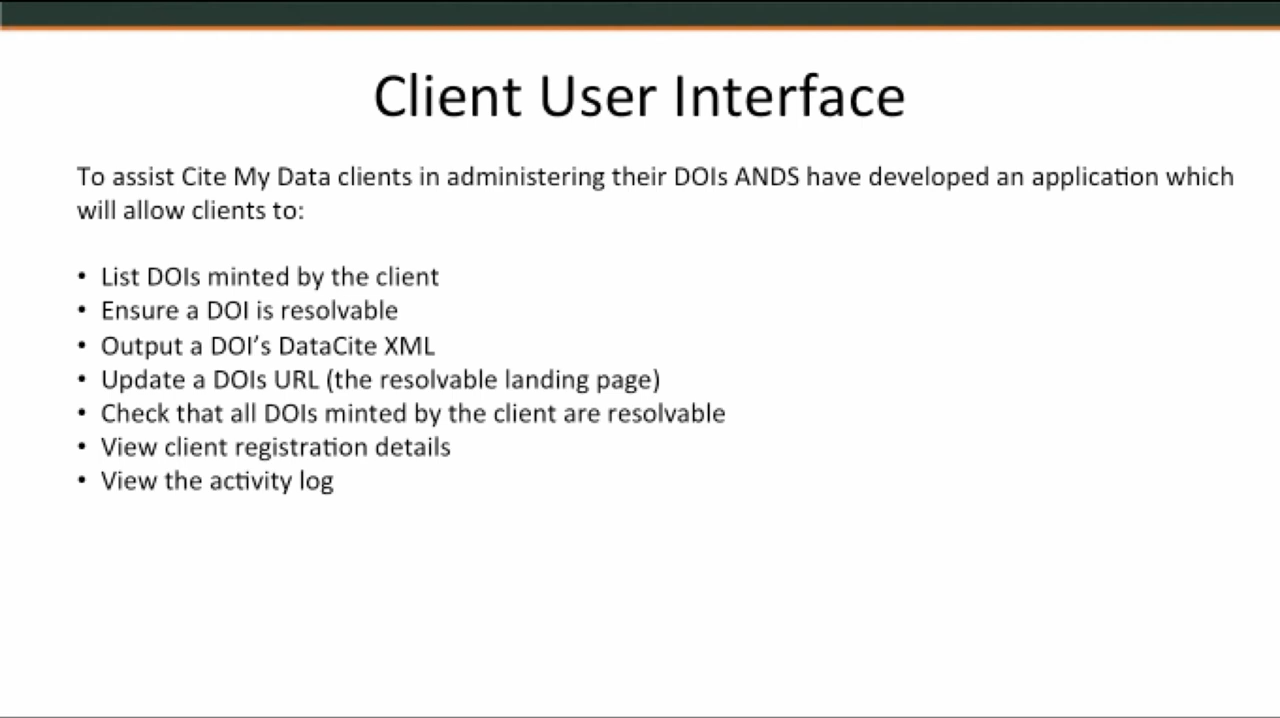 Client User Interface
To assist Cite My Data clients in administering their DOIs ANDS have developed an application which
will allow clients to:
• List DOIs minted by the client
• Ensure a DOI is resolvable
• Output a DOI’s DataCite XML
• Update a DOIs URL (the resolvable landing page)
• Check that all DOIs minted by the client are resolvable
• View client registration details
• View the activity log